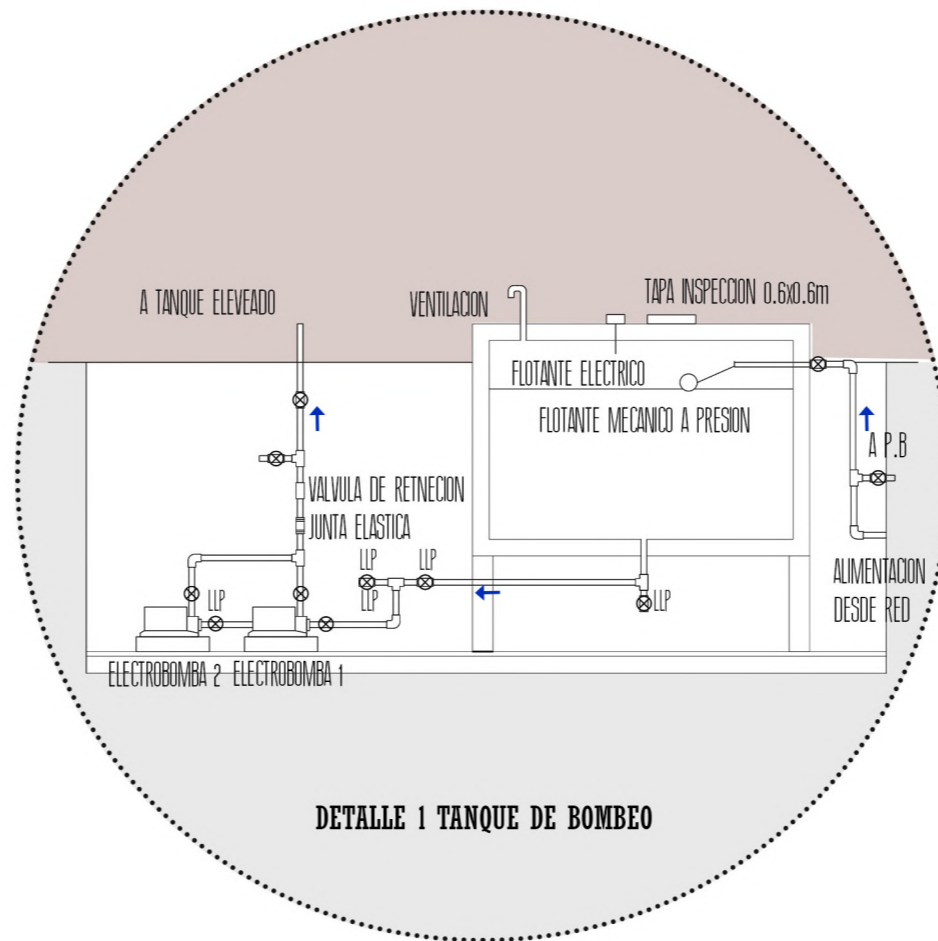 A TANQUE ELEVEADO
VENTILACION
TAPA INSPECCION 0.6x0.6m
FLOTANTE ELECTRICO
FLOTANTE MECANICO A PRESION
A P.B
VALVULA DE RETNECION
JUNTA ELASTICA
LLP
LLP
LLP
LLP
LLP
ALIMENTACION
DESDE RED
ELECTROBOMBA 2
ELECTROBOMBA 1
DETALLE 1 TANQUE DE BOMBEO